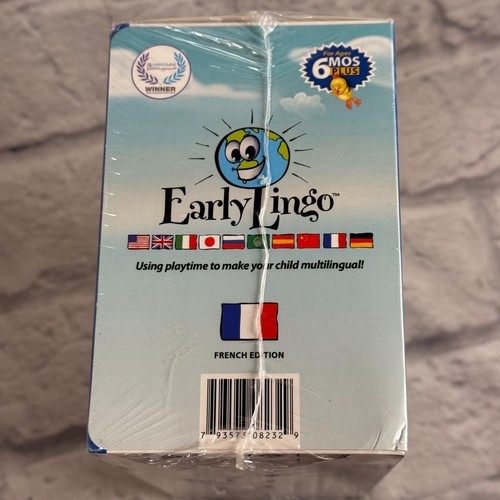 WINNER
For Ages
6 MOS
PLUS
EarlyLingo™
Using playtime to make your child multilingual!
FRENCH EDITION
7 93573 08232 9